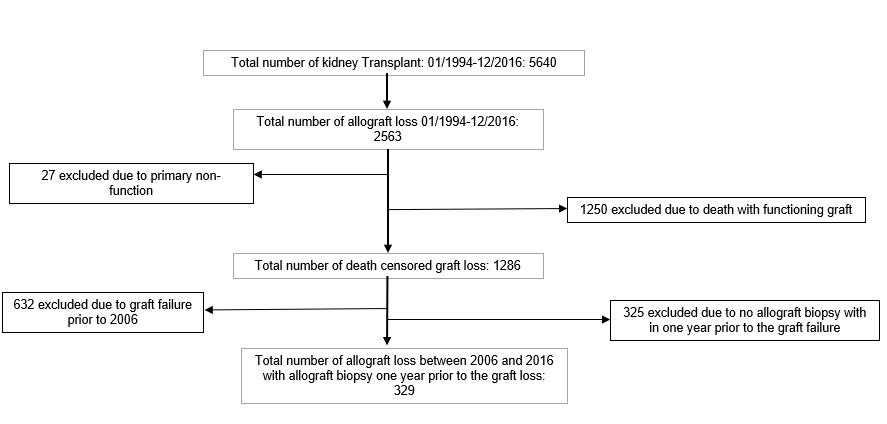 Total number of kidney Transplant: 01/1994-12/2016: 5640
Total number of allograft loss 01/1994-12/2016:
2563
27 excluded due to primary non-
function
1250 excluded due to death with functioning graft
Total number of death censored graft loss: 1286
632 excluded due to graft failure
prior to 2006
325 excluded due to no allograft biopsy with
in one year prior to the graft failure
Total number of allograft loss between 2006 and 2016
with allograft biopsy one year prior to the graft loss:
329